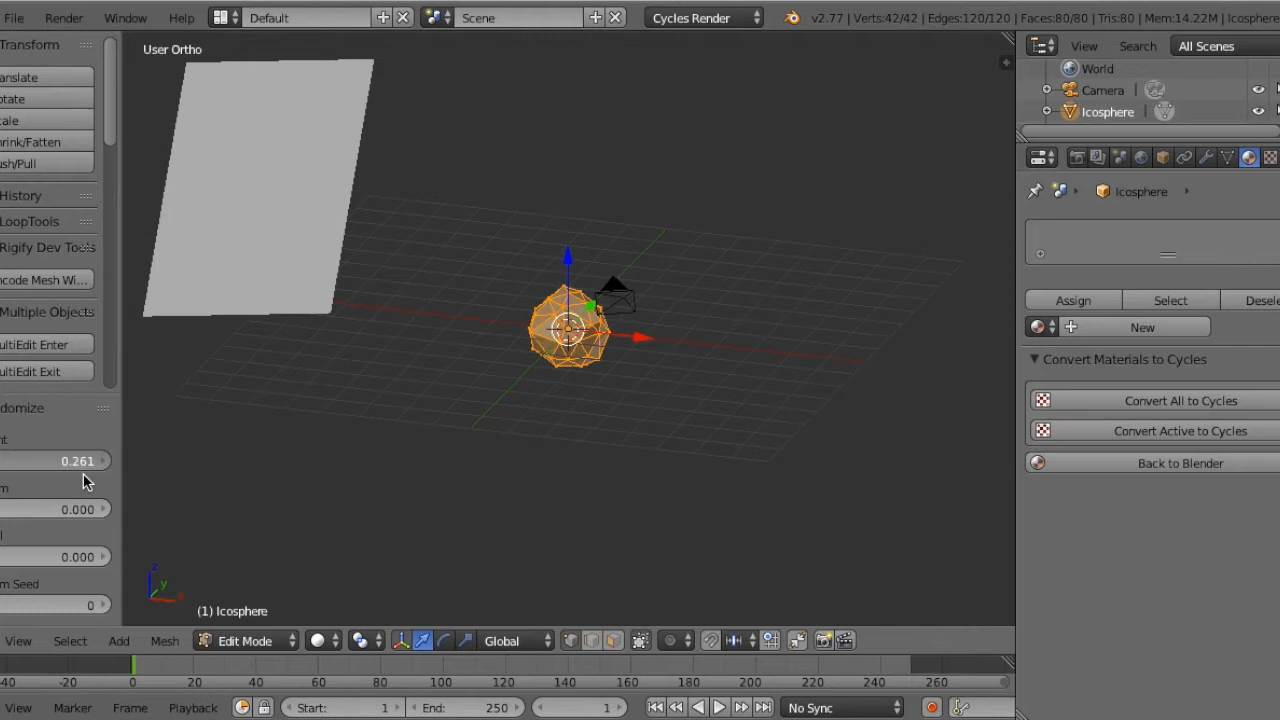 File Render Window Help Default Scene Cycles Render v2.77 | Verts:42/42 | Edges:120/120 | Faces:80/80 | Tris:80 | Mem:14.22M | Icosphere
Transform
anslate
otate
cale
hrink/Fatten
ush/Pull
History
LoopTools
Rigify Dev Tools
ncode Mesh Wi...
Multiple Objects
ultiEdit Enter
ultiEdit Exit
domize
nt
0.261
m
0.000
l
0.000
m Seed
0
User Ortho
z
y
(1) Icosphere
View Search All Scenes
World
Camera
Icosphere
Icosphere
Assign Select Desele
New
Convert Materials to Cycles
Convert All to Cycles
Convert Active to Cycles
Back to Blender
View Select Add Mesh Edit Mode Global
-40 -20 0 20 40 60 80 100 120 140 160 180 200 220 240 260
View Marker Frame Playback Start: 1 End: 250 1 No Sync